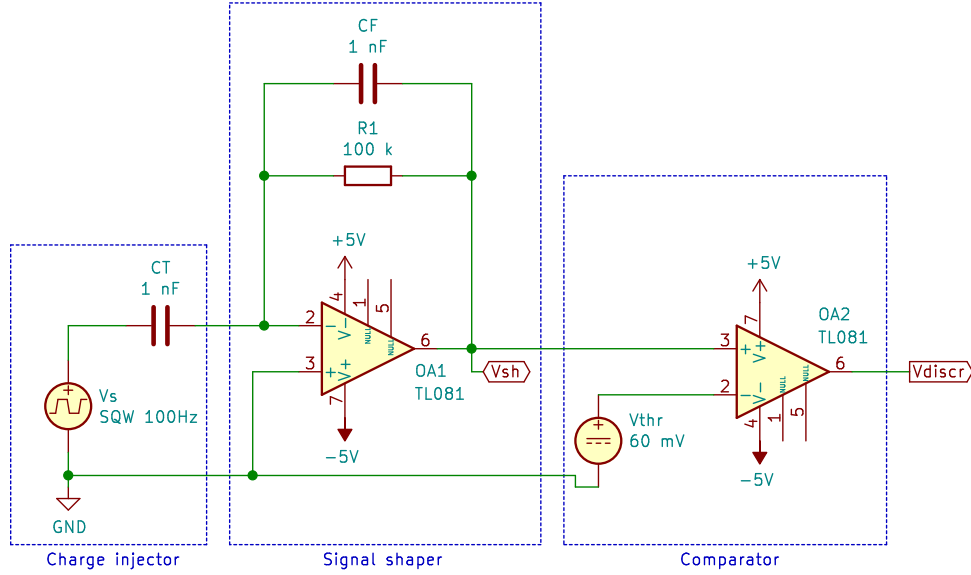 CF
1 nF
R1
100 k
+5V
4
1
5
2
−
V−
NULL
NULL
6
3
+
V+
7
OA1
TL081
−5V
CT
1 nF
+
Vs
SQW 100Hz
GND
Vsh
+5V
7
OA2
TL081
3
+
V+
6
Vdiscr
2
−
V−
NULL
NULL
4
1
5
+
Vthr
60 mV
−5V
Charge injector
Signal shaper
Comparator